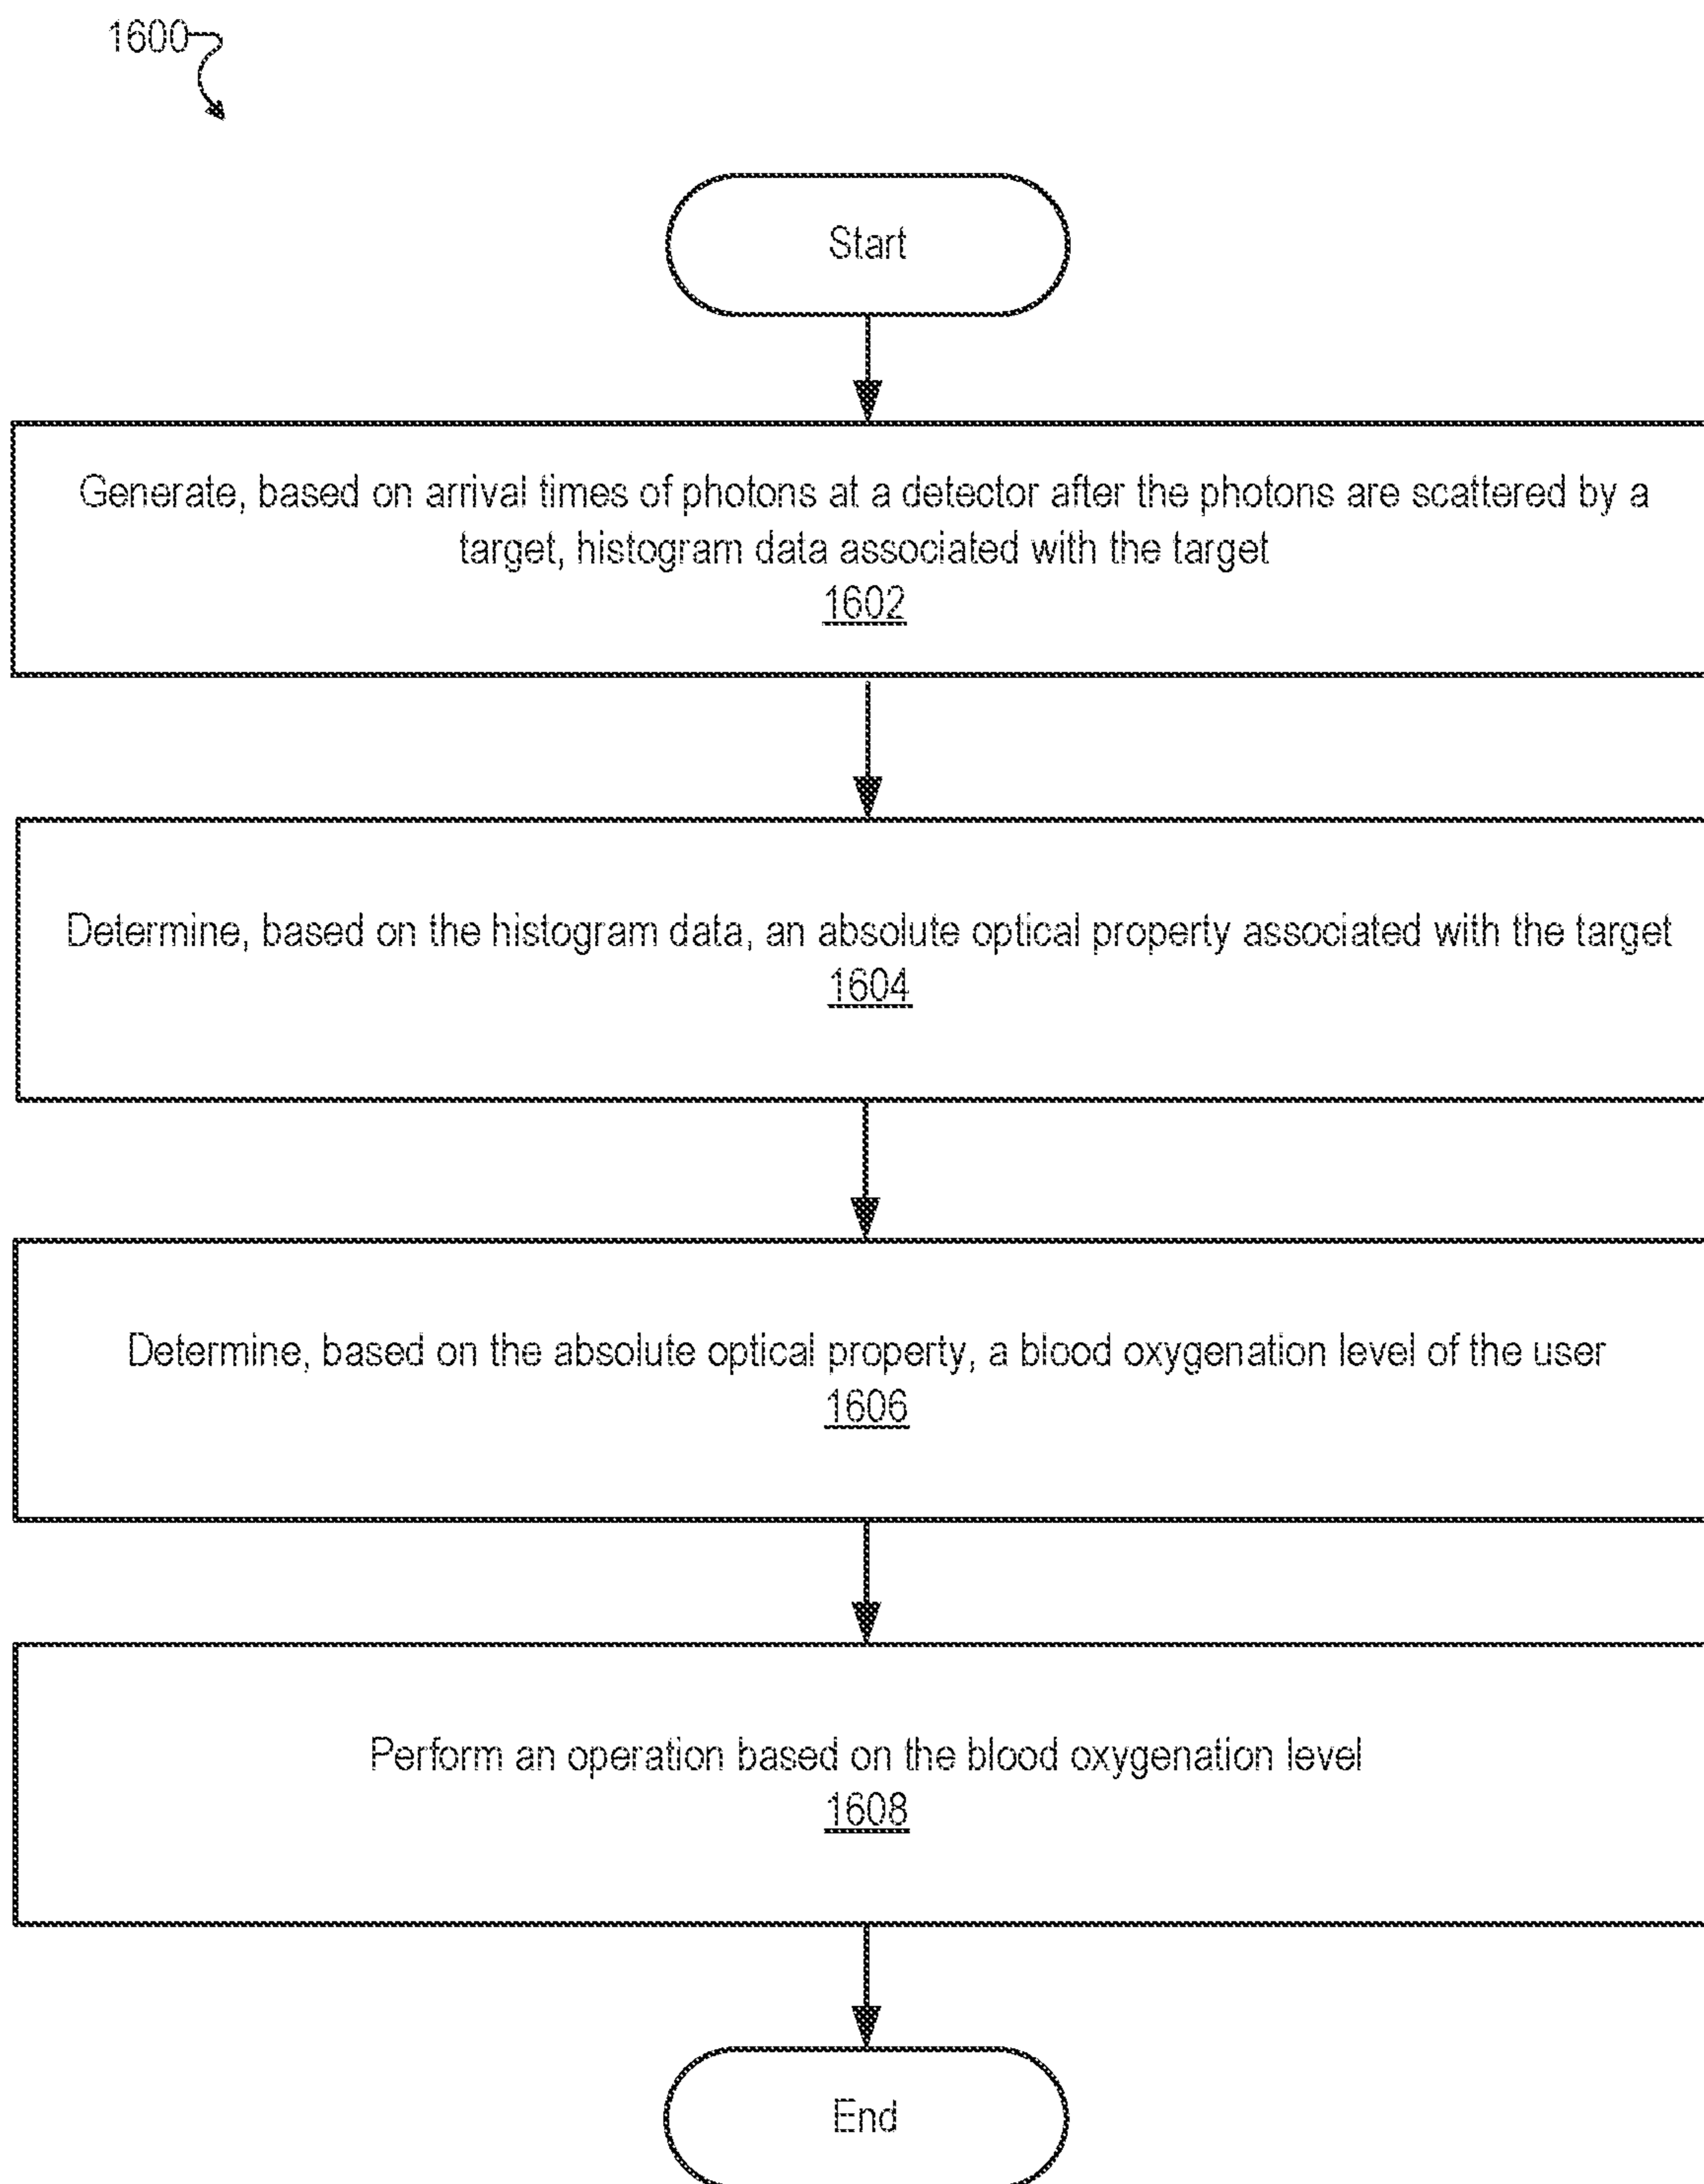 1600
Start
Generate, based on arrival times of photons at a detector after the photons are scattered by a
target, histogram data associated with the target
1602
Determine, based on the histogram data, an absolute optical property associated with the target
1604
Determine, based on the absolute optical property, a blood oxygenation level of the user
1606
Perform an operation based on the blood oxygenation level
1608
End